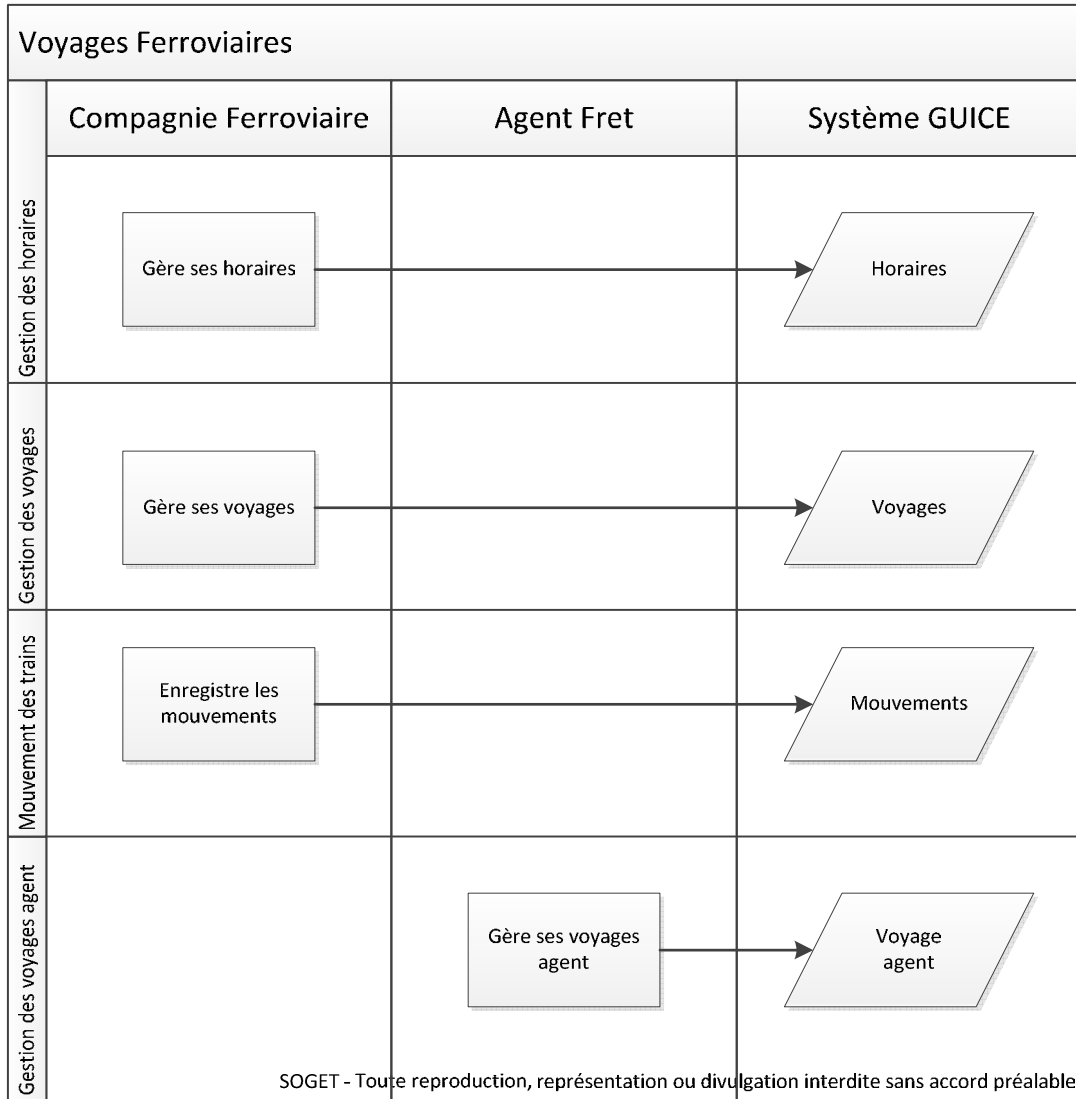 Voyages Ferroviaires
Compagnie Ferroviaire
Agent Fret
Système GUICE
Gestion des horaires
Gère ses horaires
Horaires
Gestion des voyages
Gère ses voyages
Voyages
Mouvement des trains
Enregistre les
mouvements
Mouvements
Gestion des voyages agent
Gère ses voyages
agent
Voyage
agent
SOGET - Toute reproduction, représentation ou divulgation interdite sans accord préalable